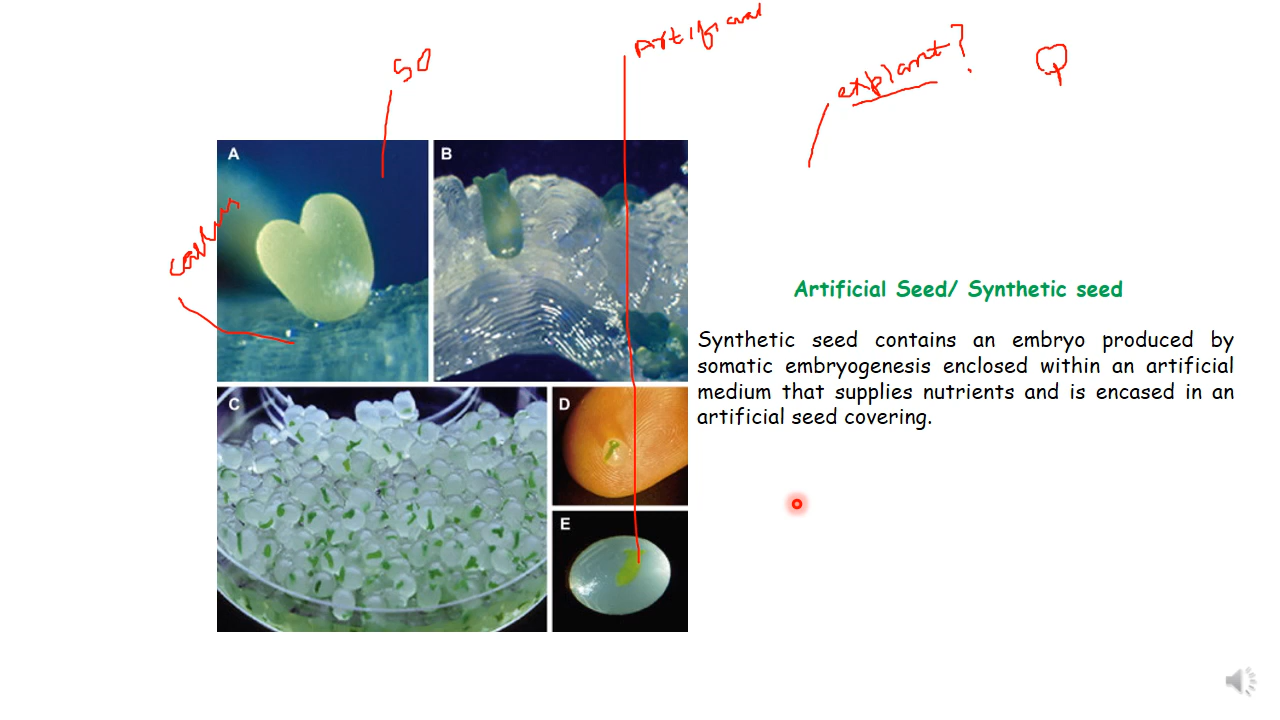 Artificial
explant?
50
A
B
callus
Artificial Seed/ Synthetic seed
Synthetic seed contains an embryo produced by
somatic embryogenesis enclosed within an artificial
medium that supplies nutrients and is encased in an
artificial seed covering.
C
D
E